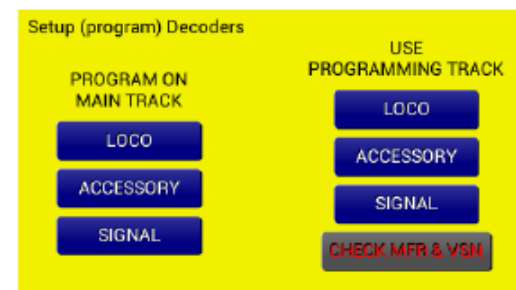 Setup (program) Decoders
PROGRAM ON
MAIN TRACK
LOCO
ACCESSORY
SIGNAL
USE
PROGRAMMING TRACK
LOCO
ACCESSORY
SIGNAL
CHECK MFR & VSN